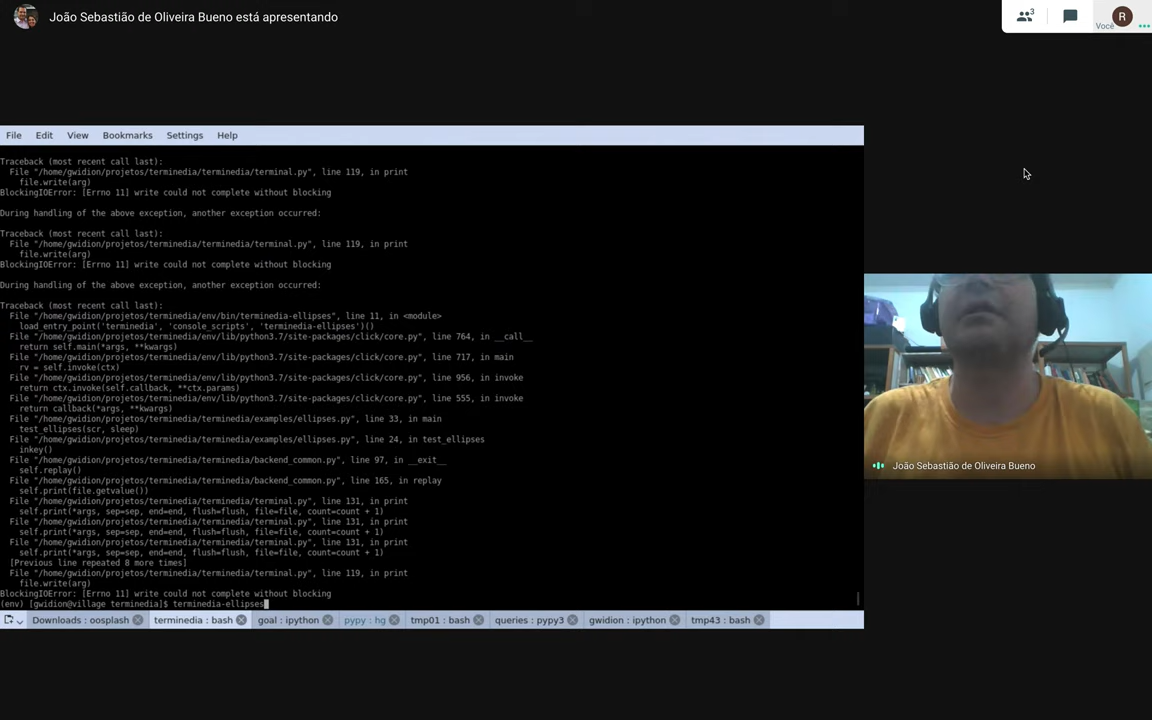 João Sebastião de Oliveira Bueno está apresentando
3
Você
R
File Edit View Bookmarks Settings Help
Traceback (most recent call last):
File "/home/gwidion/projetos/terminedia/terminedia/terminal.py", line 119, in print
file.write(arg)
BlockingIOError: [Errno 11] write could not complete without blocking
During handling of the above exception, another exception occurred:
Traceback (most recent call last):
File "/home/gwidion/projetos/terminedia/terminedia/terminal.py", line 119, in print
file.write(arg)
BlockingIOError: [Errno 11] write could not complete without blocking
During handling of the above exception, another exception occurred:
Traceback (most recent call last):
File "/home/gwidion/projetos/terminedia/env/bin/terminedia-ellipses", line 11, in <module>
load_entry_point('terminedia', 'console_scripts', 'terminedia-ellipses')()
File "/home/gwidion/projetos/terminedia/env/lib/python3.7/site-packages/click/core.py", line 764, in __call__
return self.main(*args, **kwargs)
File "/home/gwidion/projetos/terminedia/env/lib/python3.7/site-packages/click/core.py", line 717, in main
rv = self.invoke(ctx)
File "/home/gwidion/projetos/terminedia/env/lib/python3.7/site-packages/click/core.py", line 956, in invoke
return ctx.invoke(self.callback, **ctx.params)
File "/home/gwidion/projetos/terminedia/env/lib/python3.7/site-packages/click/core.py", line 555, in invoke
return callback(*args, **kwargs)
File "/home/gwidion/projetos/terminedia/terminedia/examples/ellipses.py", line 33, in main
test_ellipses(scr, sleep)
File "/home/gwidion/projetos/terminedia/terminedia/examples/ellipses.py", line 24, in test_ellipses
inkey()
File "/home/gwidion/projetos/terminedia/terminedia/backend_common.py", line 97, in __exit__
self.replay()
File "/home/gwidion/projetos/terminedia/terminedia/backend_common.py", line 165, in replay
self.print(file.getvalue())
File "/home/gwidion/projetos/terminedia/terminedia/terminal.py", line 131, in print
self.print(*args, sep=sep, end=end, flush=flush, file=file, count=count + 1)
File "/home/gwidion/projetos/terminedia/terminedia/terminal.py", line 131, in print
self.print(*args, sep=sep, end=end, flush=flush, file=file, count=count + 1)
File "/home/gwidion/projetos/terminedia/terminedia/terminal.py", line 131, in print
self.print(*args, sep=sep, end=end, flush=flush, file=file, count=count + 1)
[Previous line repeated 8 more times]
File "/home/gwidion/projetos/terminedia/terminedia/terminal.py", line 119, in print
file.write(arg)
BlockingIOError: [Errno 11] write could not complete without blocking
(env) [gwidion@village terminedia]$ terminedia-ellipses
Downloads : oosplash terminedia : bash goal : ipython pypy : hg tmp01 : bash queries : pypy3 gwidion : ipython tmp43 : bash
João Sebastião de Oliveira Bueno